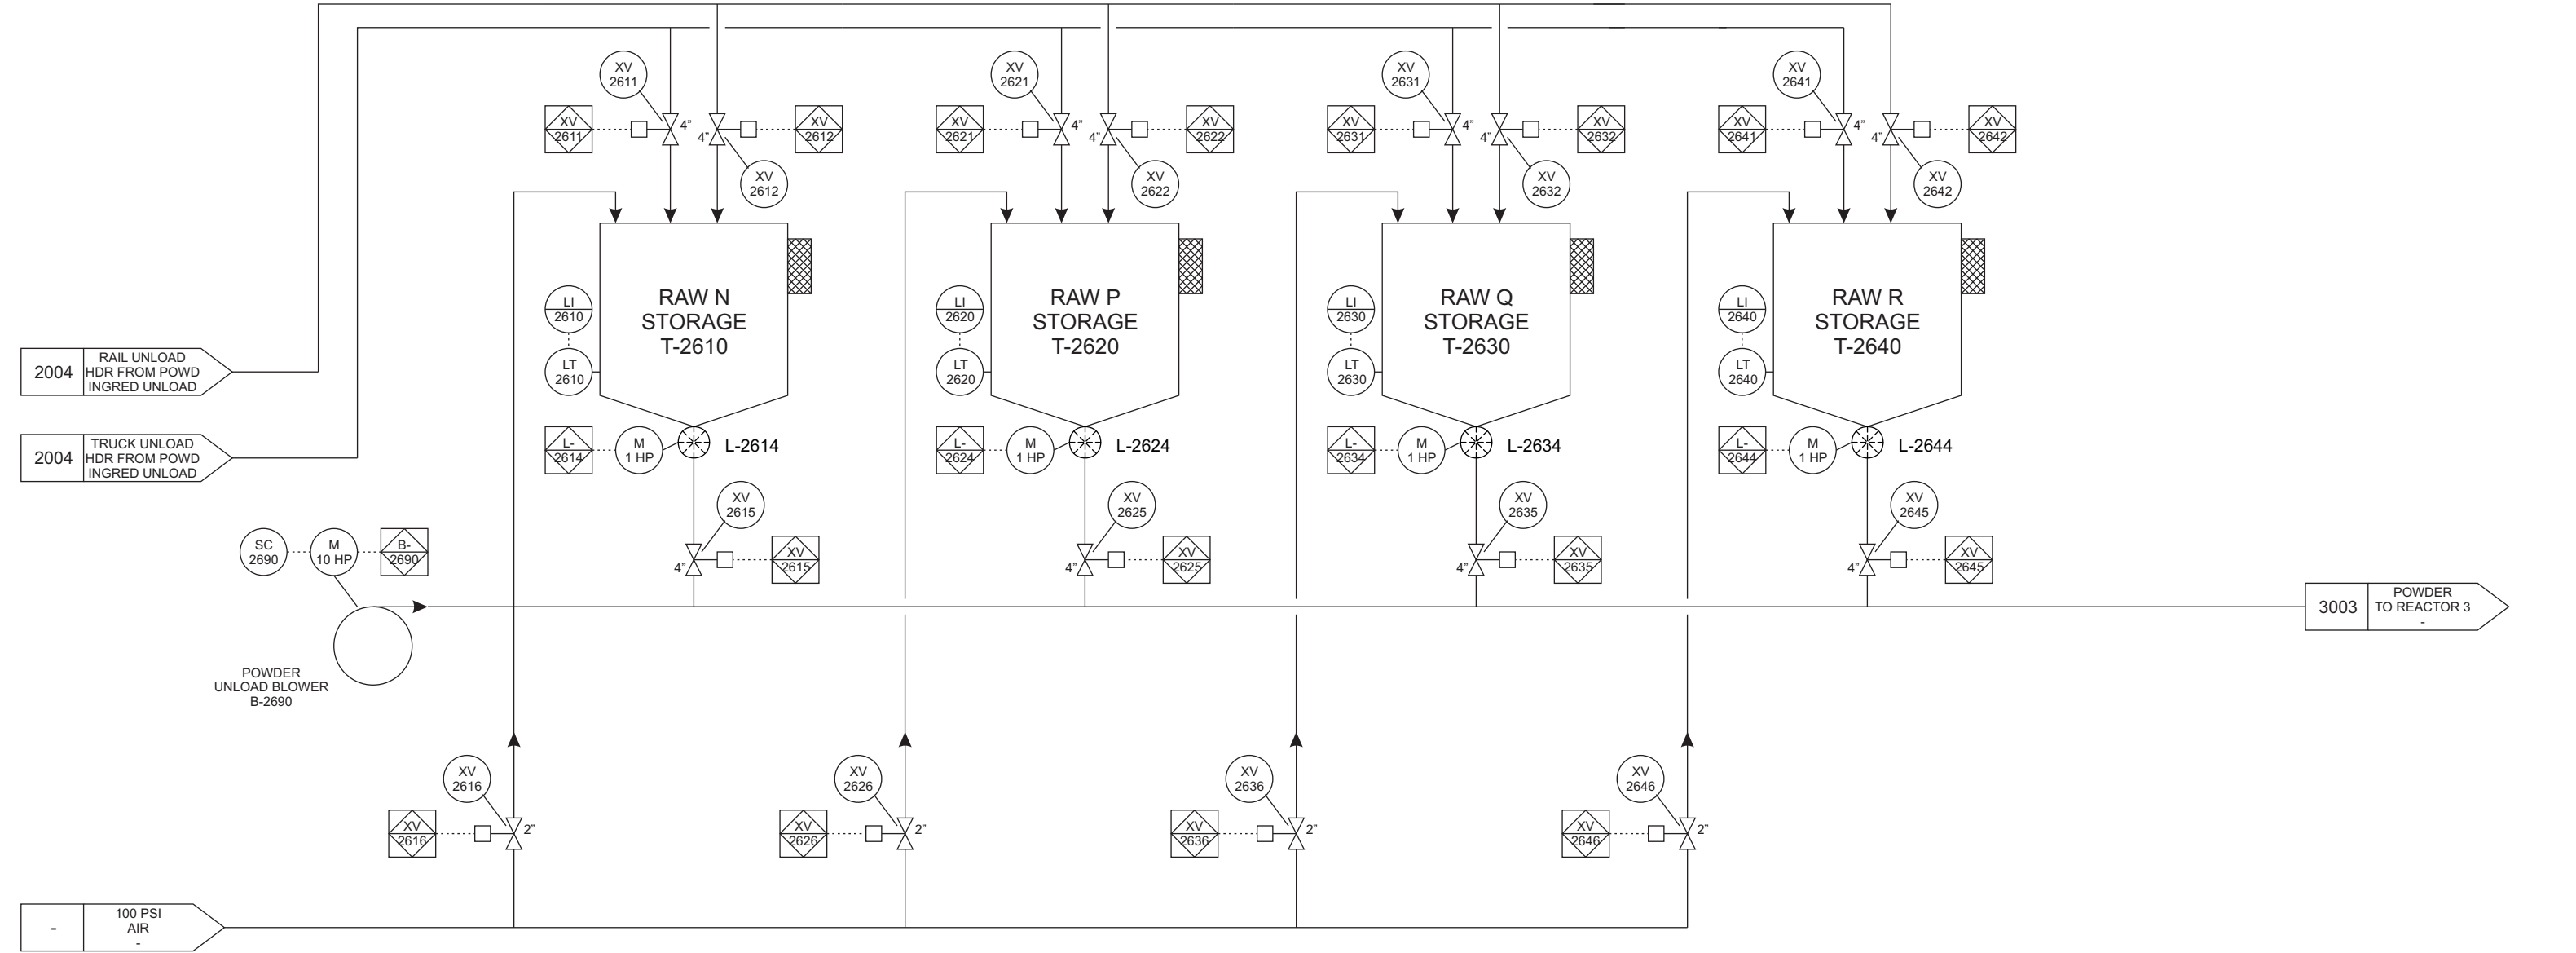 XV
2611
XV
2621
XV
2631
XV
2641
XV
2611
4”
4”
XV
2612
XV
2621
4”
4”
XV
2622
XV
2631
4”
4”
XV
2632
XV
2641
4”
4”
XV
2642
XV
2612
XV
2622
XV
2632
XV
2642
RAW N
STORAGE
T-2610
RAW P
STORAGE
T-2620
RAW Q
STORAGE
T-2630
RAW R
STORAGE
T-2640
LI
2610
LI
2620
LI
2630
LI
2640
LT
2610
LT
2620
LT
2630
LT
2640
2004
RAIL UNLOAD
HDR FROM POWD
INGRED UNLOAD
2004
TRUCK UNLOAD
HDR FROM POWD
INGRED UNLOAD
L-
2614
M
1 HP
L-2614
L-
2624
M
1 HP
L-2624
L-
2634
M
1 HP
L-2634
L-
2644
M
1 HP
L-2644
XV
2615
XV
2625
XV
2635
XV
2645
SC
2690
M
10 HP
B-
2690
4”
XV
2615
4”
XV
2625
4”
XV
2635
4”
XV
2645
3003
POWDER
TO REACTOR 3
-
POWDER
UNLOAD BLOWER
B-2690
XV
2616
XV
2626
XV
2636
XV
2646
XV
2616
2”
XV
2626
2”
XV
2636
2”
XV
2646
2”
-
100 PSI
AIR
-